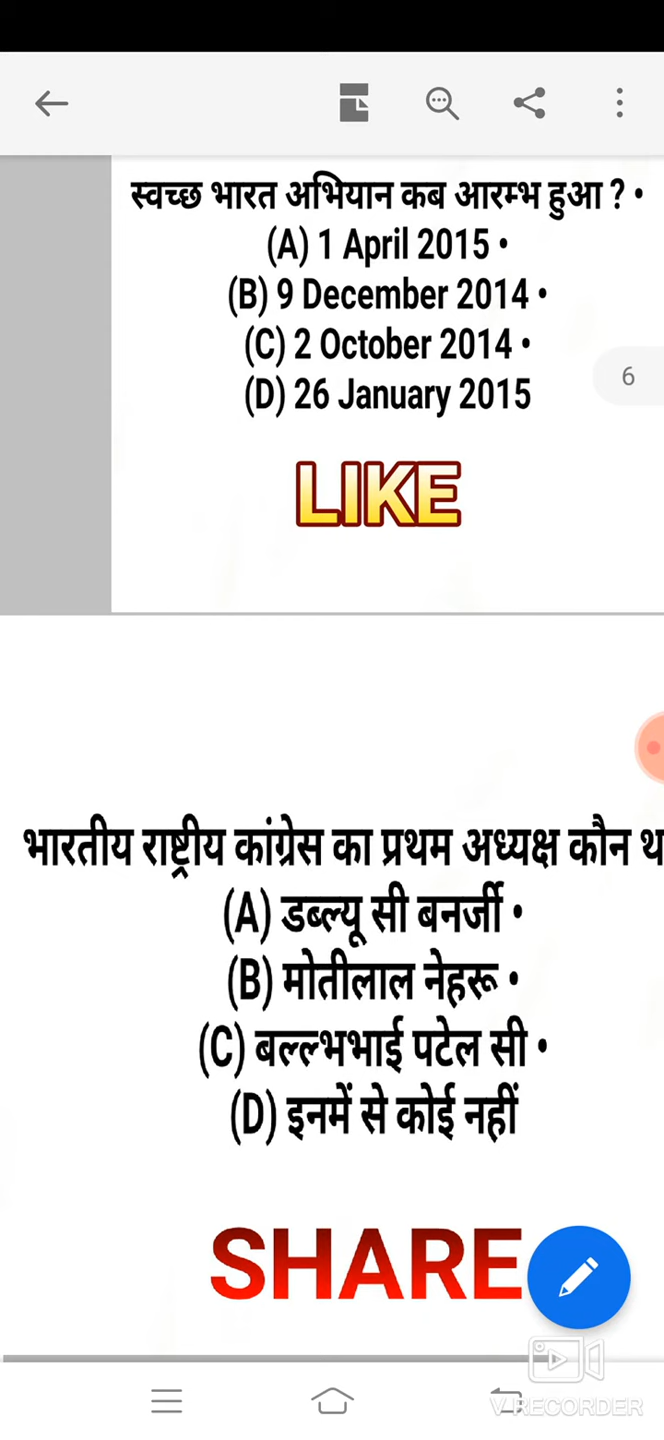 स्वच्छ भारत अभियान कब आरम्भ हुआ ? •
(A) 1 April 2015 •
(B) 9 December 2014 •
(C) 2 October 2014 •
(D) 26 January 2015
6
LIKE
भारतीय राष्ट्रीय कांग्रेस का प्रथम अध्यक्ष कौन थ
(A) डब्ल्यू सी बनर्जी •
(B) मोतीलाल नेहरू •
(C) बल्ल्भभाई पटेल सी •
(D) इनमें से कोई नहीं
SHARE
V RECORDER